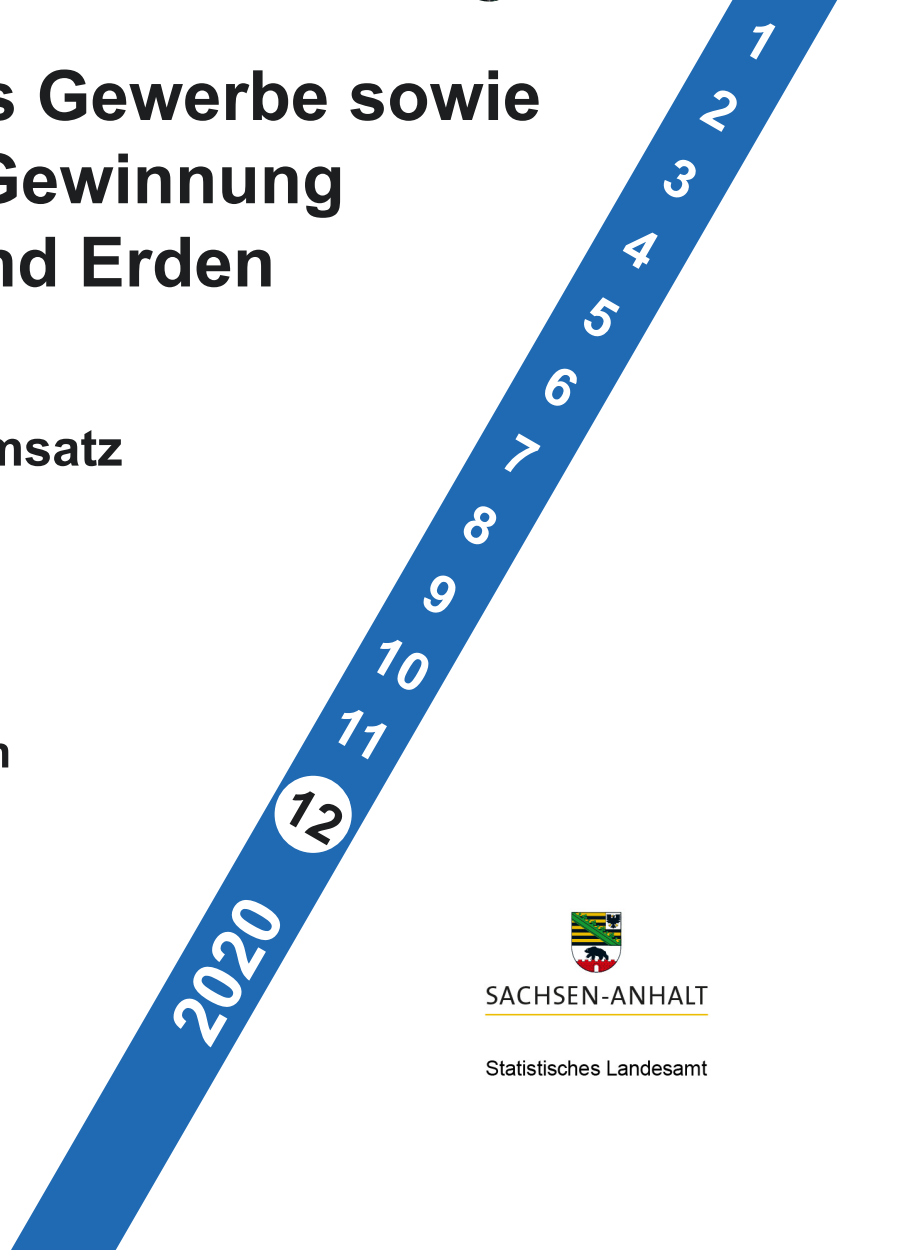 s Gewerbe sowie
Gewinnung
nd Erden
msatz
n
1
2
3
4
5
6
7
8
9
10
11
12
2020
SACHSEN-ANHALT
Statistisches Landesamt